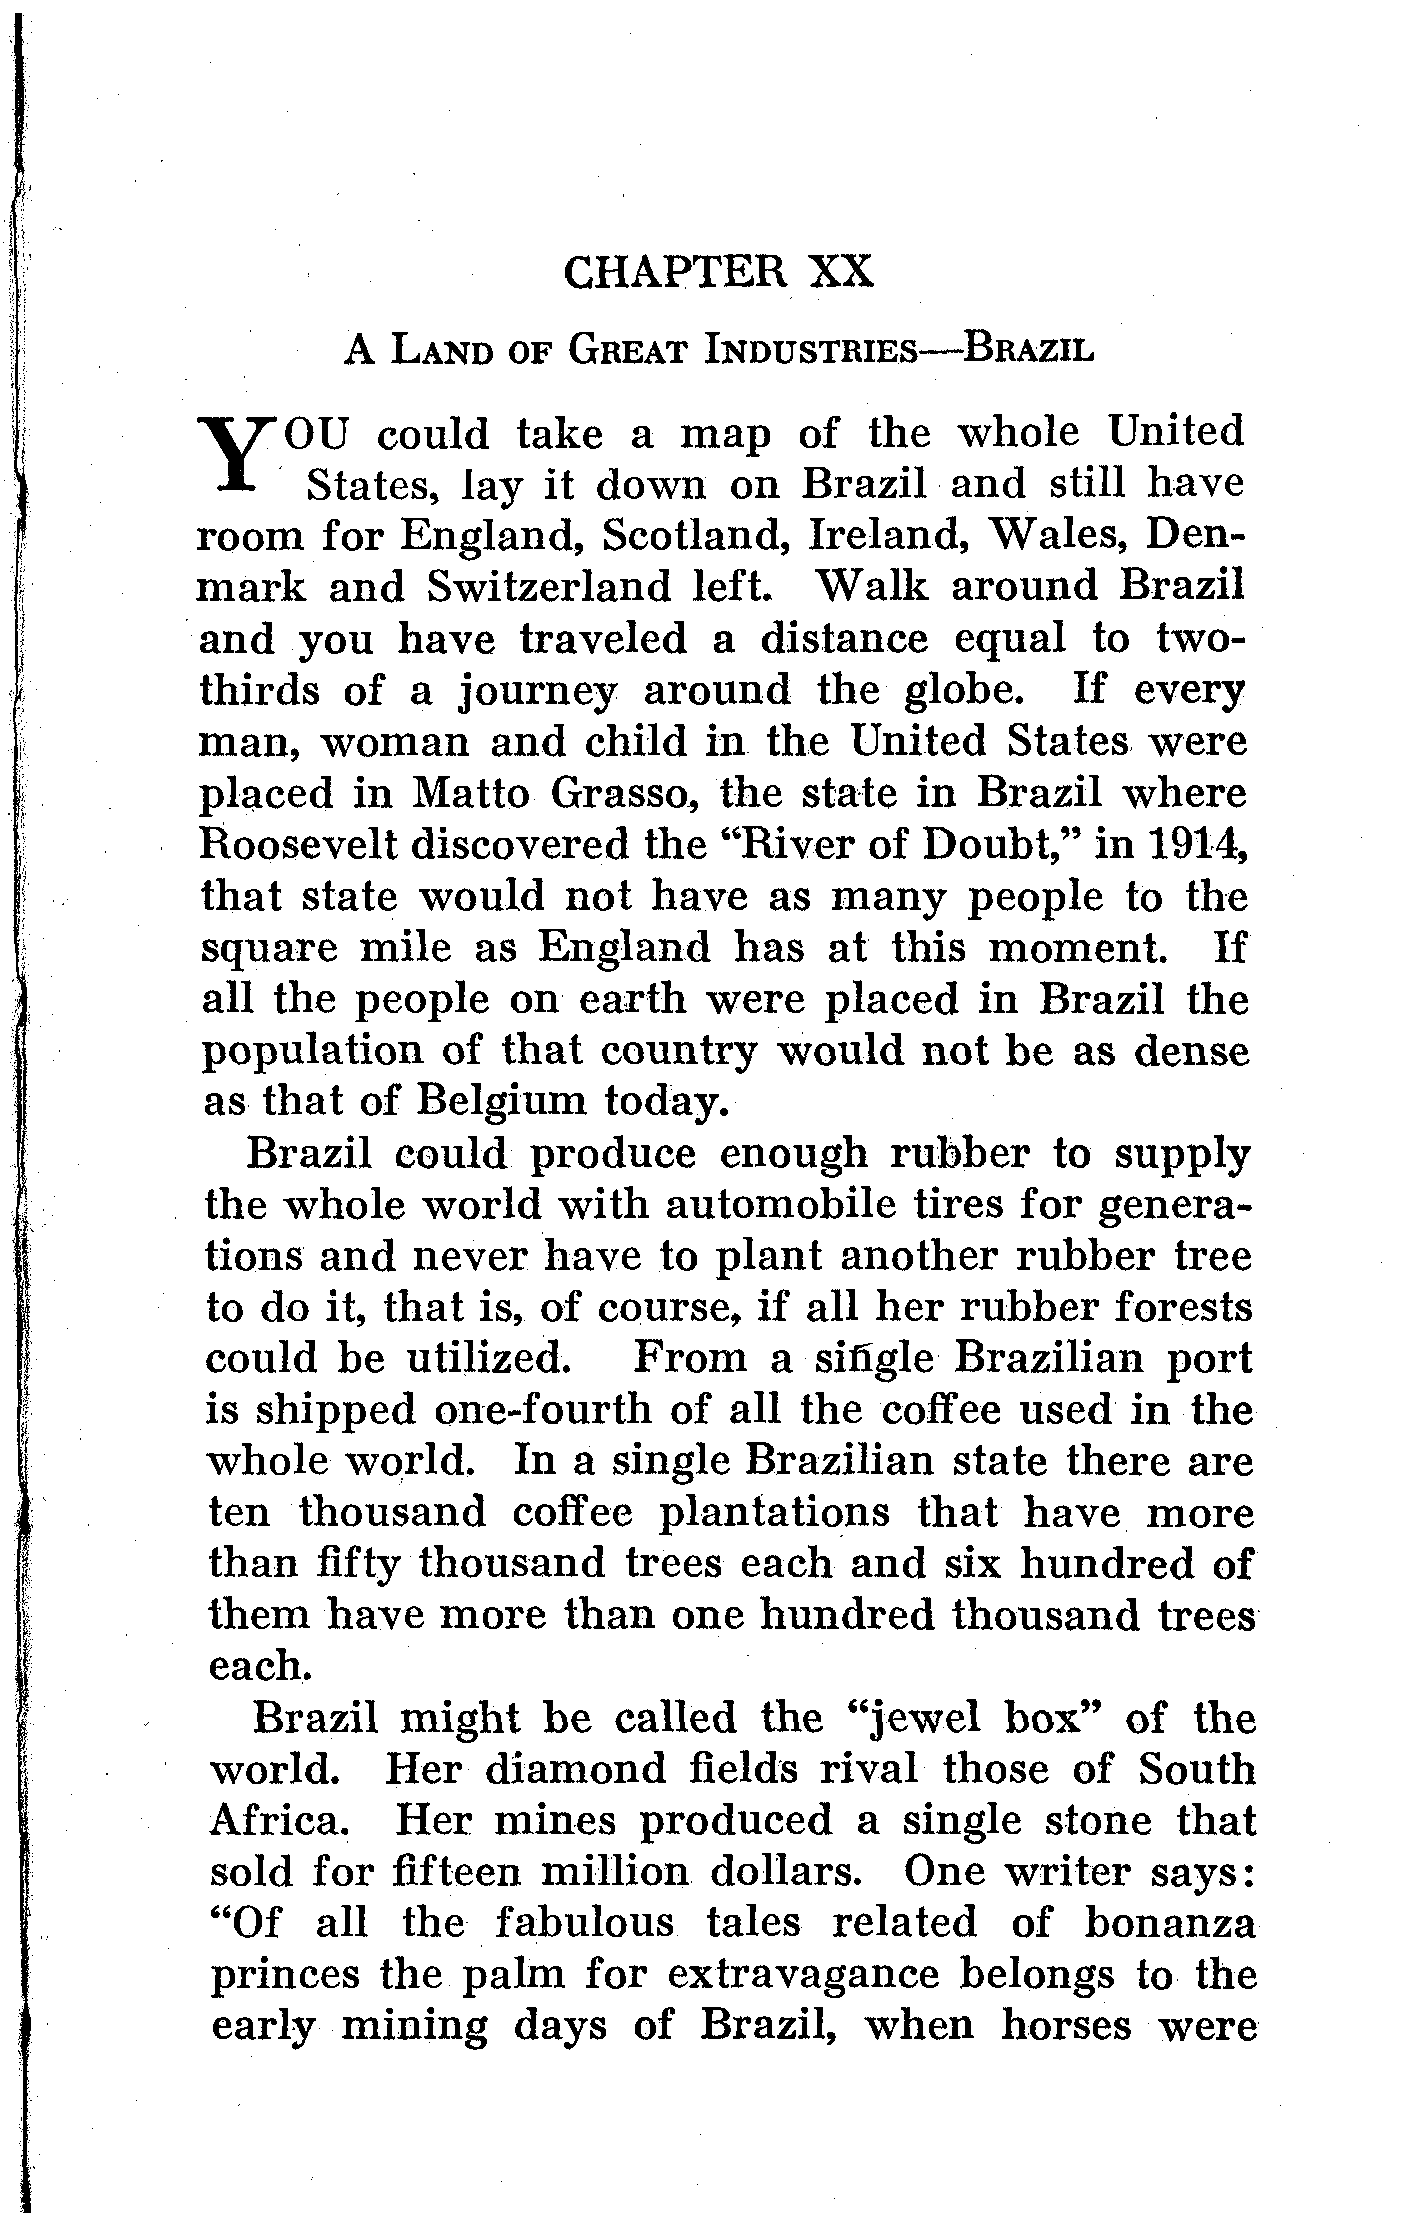 CHAPTER XX
A LAND OF GREAT INDUSTRIES—BRAZIL
YOU could take a map of the whole United
States, lay it down on Brazil and still have
room for England, Scotland, Ireland, Wales, Den-
mark and Switzerland left. Walk around Brazil
and you have traveled a distance equal to two-
thirds of a journey around the globe. If every
man, woman and child in the United States were
placed in Matto Grasso, the state in Brazil where
Roosevelt discovered the “River of Doubt,” in 1914,
that state would not have as many people to the
square mile as England has at this moment. If
all the people on earth were placed in Brazil the
population of that country would not be as dense
as that of Belgium today.
Brazil could produce enough rubber to supply
the whole world with automobile tires for genera-
tions and never have to plant another rubber tree
to do it, that is, of course, if all her rubber forests
could be utilized. From a single Brazilian port
is shipped one-fourth of all the coffee used in the
whole world. In a single Brazilian state there are
ten thousand coffee plantations that have more
than fifty thousand trees each and six hundred of
them have more than one hundred thousand trees
each.
Brazil might be called the “jewel box” of the
world. Her diamond fields rival those of South
Africa. Her mines produced a single stone that
sold for fifteen million dollars. One writer says:
“Of all the fabulous tales related of bonanza
princes the palm for extravagance belongs to the
early mining days of Brazil, when horses were